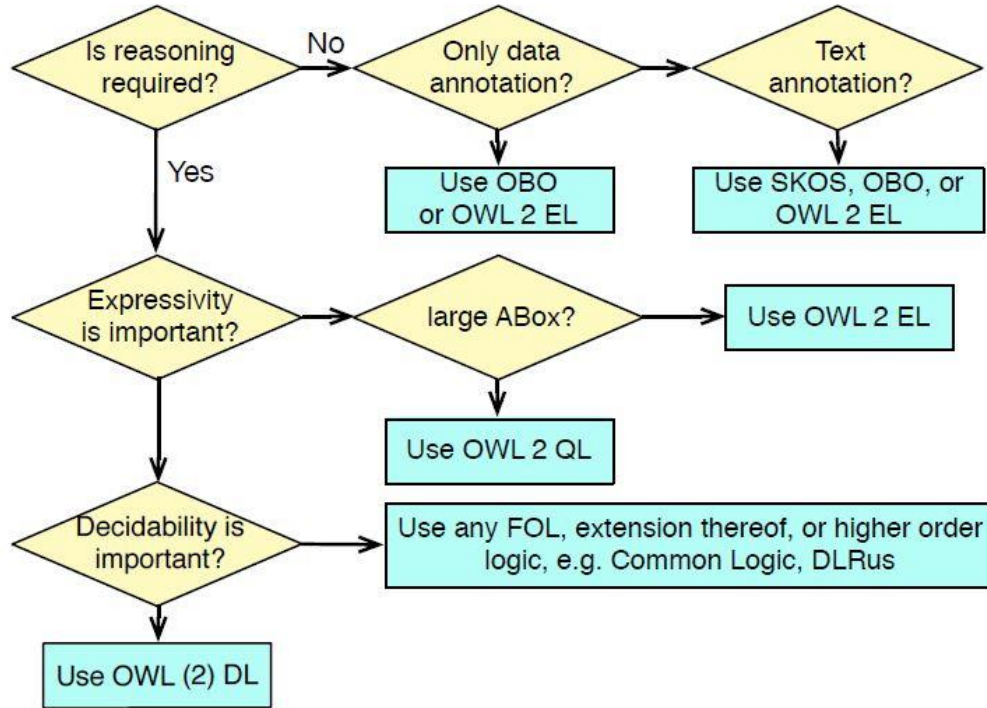 Is reasoning
required?
No
Only data
annotation?
Text
annotation?
Yes
Use OBO
or OWL 2 EL
Use SKOS, OBO, or
OWL 2 EL
Expressivity
is important?
large ABox?
Use OWL 2 EL
Use OWL 2 QL
Decidability is
important?
Use any FOL, extension thereof, or higher order
logic, e.g. Common Logic, DLRus
Use OWL (2) DL